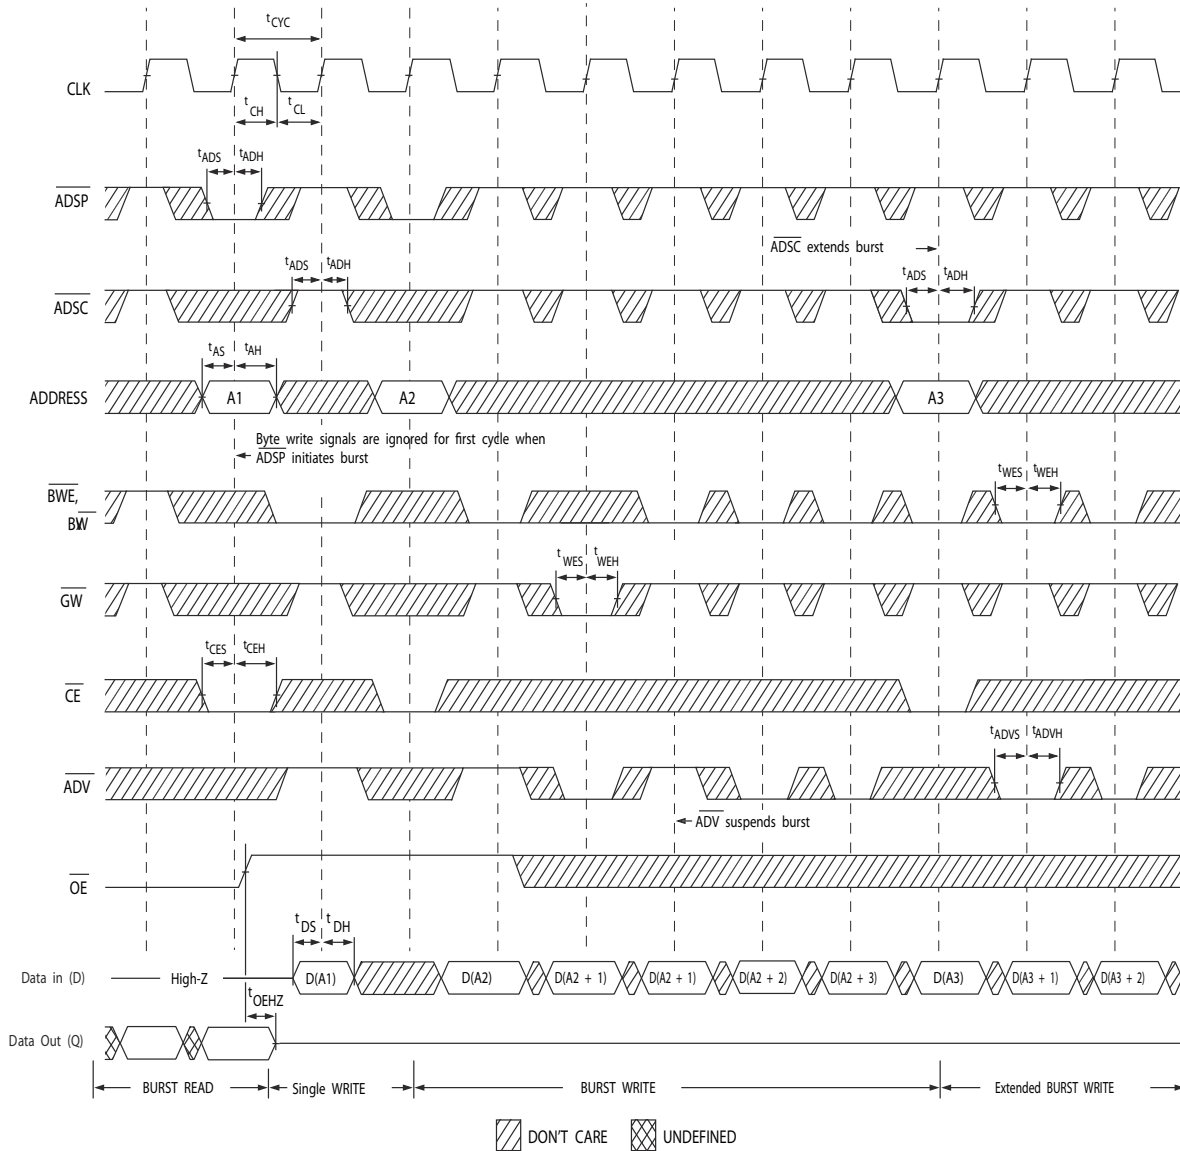 tCYC
CLK
tCH
tCL
tADS
tADH
ADSP
ADSC extends burst
tADS
tADH
tADS
tADH
ADSC
tAS
tAH
ADDRESS
A1
A2
A3
Byte write signals are ignored for first cycle when
ADSP initiates burst
BWE,
tWES
tWEH
tWES
tWEH
GW
tCES
tCEH
CE
tADVS
tADVH
ADV
ADV suspends burst
OE
tDS
tDH
Data in (D)
High-Z
D(A1)
D(A2)
D(A2 + 1)
D(A2 + 1)
D(A2 + 2)
D(A2 + 3)
D(A3)
D(A3 + 1)
D(A3 + 2)
tOEHZ
Data Out (Q)
BURST READ
Single WRITE
BURST WRITE
Extended BURST WRITE
DON'T CARE
UNDEFINED